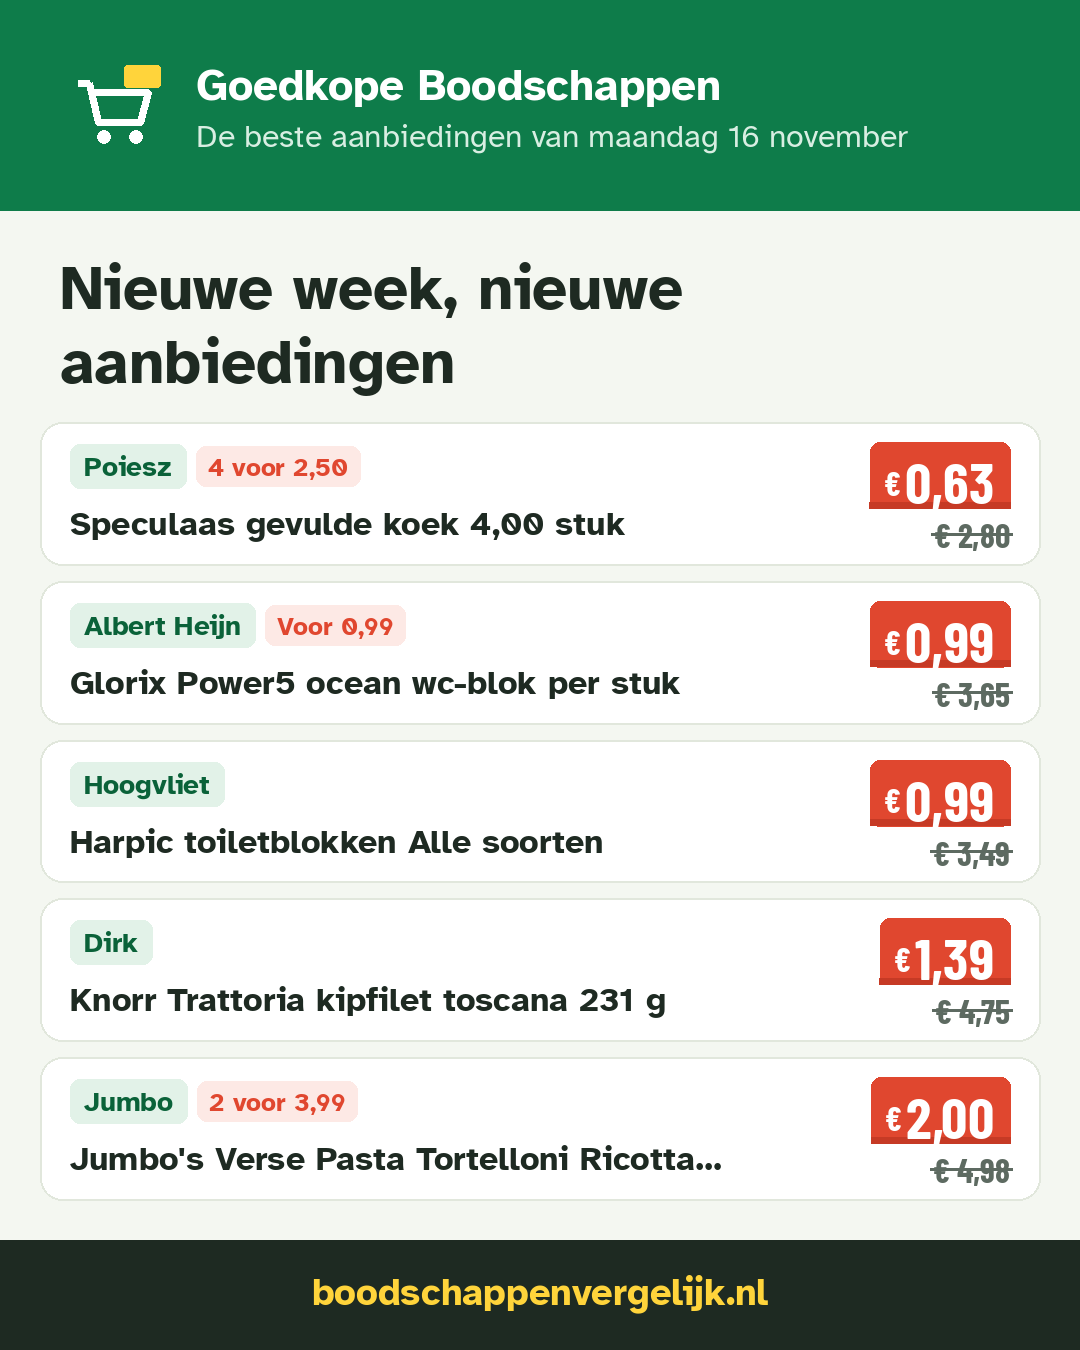 Goedkope Boodschappen
De beste aanbiedingen van maandag 16 november
Nieuwe week, nieuwe
aanbiedingen
Poiesz
4 voor 2,50
Speculaas gevulde koek 4,00 stuk
€ 0,63
€ 2,80
Albert Heijn
Voor 0,99
Glorix Power5 ocean wc-blok per stuk
€ 0,99
€ 3,65
Hoogvliet
Harpic toiletblokken Alle soorten
€ 0,99
€ 3,49
Dirk
Knorr Trattoria kipfilet toscana 231 g
€ 1,39
€ 4,75
Jumbo
2 voor 3,99
Jumbo's Verse Pasta Tortelloni Ricotta...
€ 2,00
€ 4,98
boodschappenvergelijk.nl